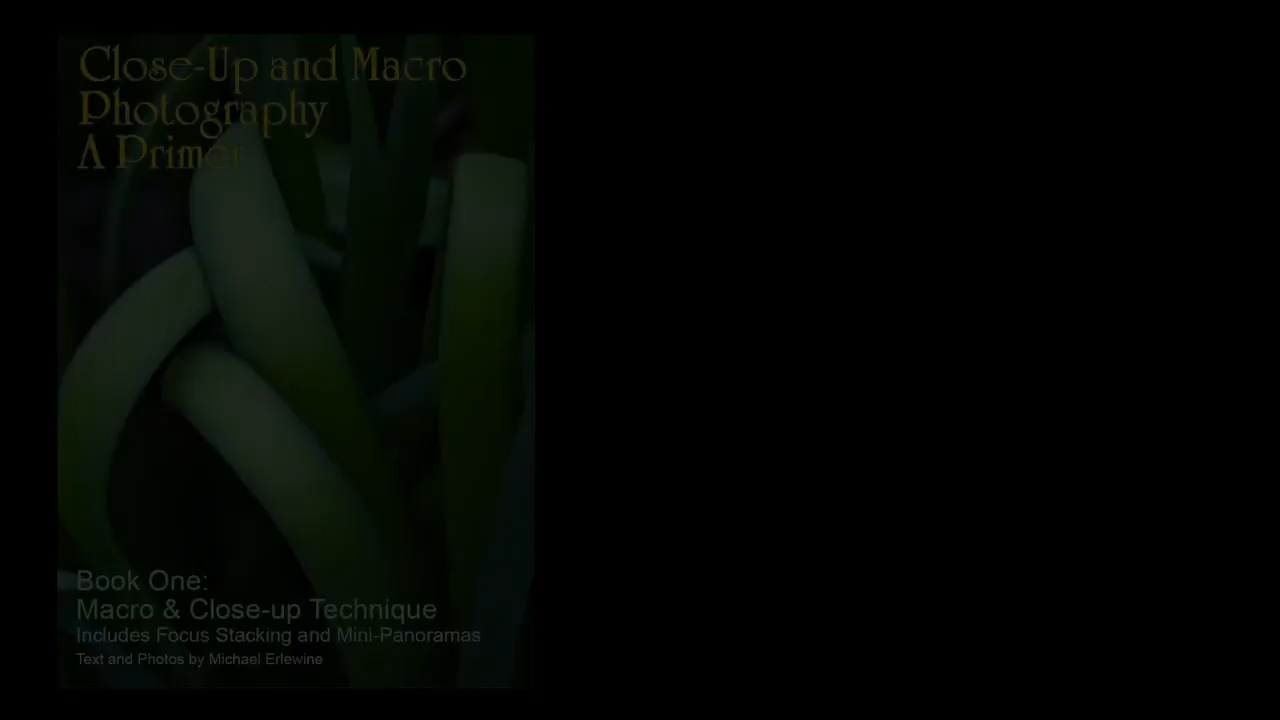 Close-Up and Macro
Photography
A Primer
Book One:
Macro & Close-up Technique
Includes Focus Stacking and Mini-Panoramas
Text and Photos by Michael Erlewine